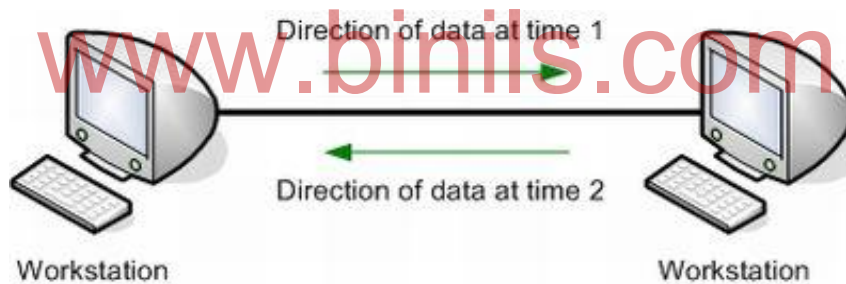 Direction of data at time 1
www.binils.com
Direction of data at time 2
Workstation
Workstation